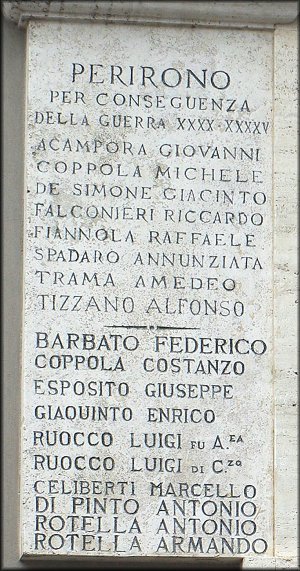 PERIRONO
PER CONSEGUENZA
DELLA GUERRA XXXX-XXXXV
ACAMPORA GIOVANNI
COPPOLA MICHELE
DE SIMONE GIACINTO
FALCONIERI RICCARDO
FIANNOLA RAFFAELE
SPADARO ANNUNZIATA
TRAMA AMEDEO
TIZZANO ALFONSO
BARBATO FEDERICO
COPPOLA COSTANZO
ESPOSITO GIUSEPPE
GIAQUINTO ENRICO
RUOCCO LUIGI FU A.EA
RUOCCO LUIGI DI C.ZO
CELIBERTI MARCELLO
DI PINTO ANTONIO
ROTELLA ANTONIO
ROTELLA ARMANDO